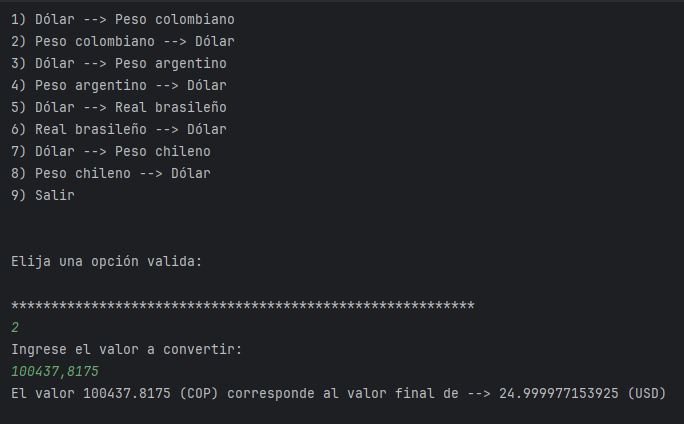 1) Dólar --> Peso colombiano
2) Peso colombiano --> Dólar
3) Dólar --> Peso argentino
4) Peso argentino --> Dólar
5) Dólar --> Real brasileño
6) Real brasileño --> Dólar
7) Dólar --> Peso chileno
8) Peso chileno --> Dólar
9) Salir
Elija una opción valida:
**********************************************************
2
Ingrese el valor a convertir:
100437,8175
El valor 100437.8175 (COP) corresponde al valor final de --> 24.999977153925 (USD)